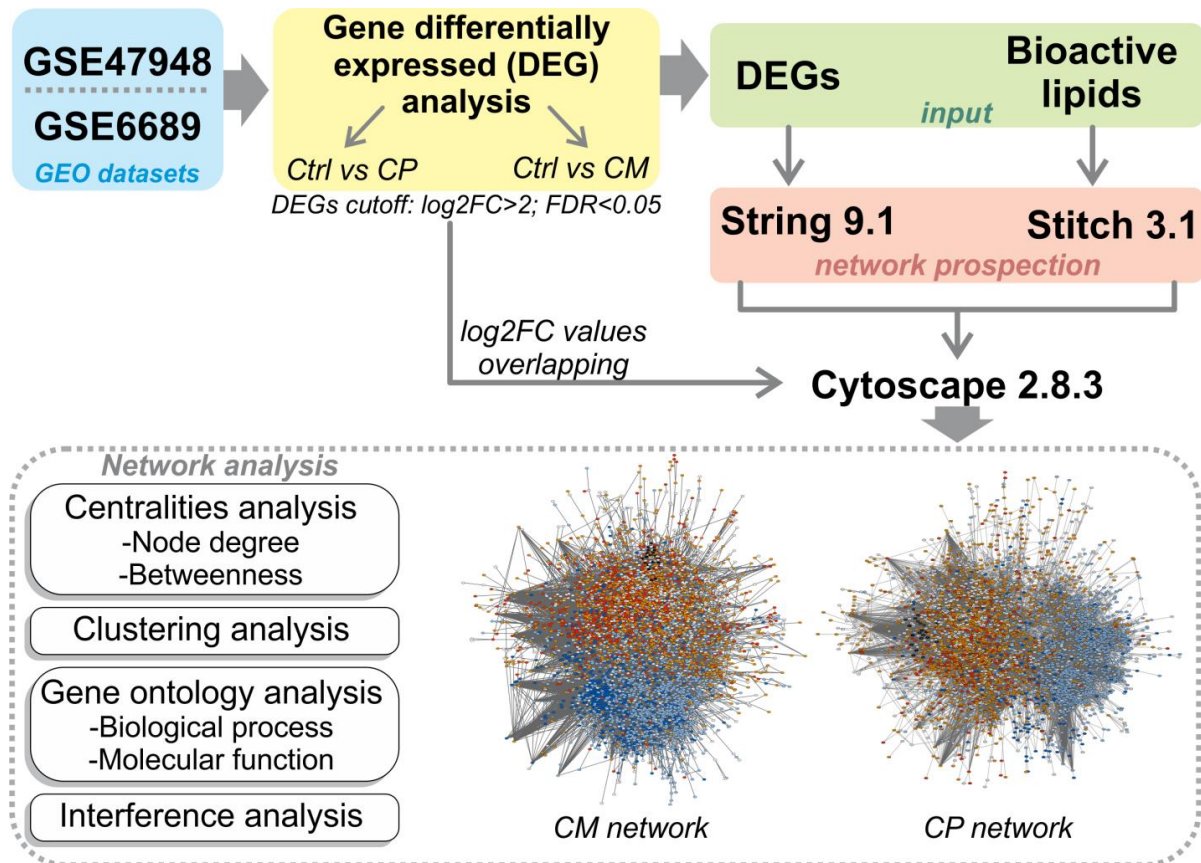 GSE47948
GSE6689
GEO datasets
Gene differentially
expressed (DEG)
analysis
Ctrl vs CP
Ctrl vs CM
DEGs cutoff: log2FC>2; FDR<0.05
DEGs
Bioactive
lipids
input
String 9.1
Stitch 3.1
network prospection
log2FC values
overlapping
Cytoscape 2.8.3
Network analysis
Centralities analysis
-Node degree
-Betweenness
Clustering analysis
Gene ontology analysis
-Biological process
-Molecular function
Interference analysis
CM network
CP network